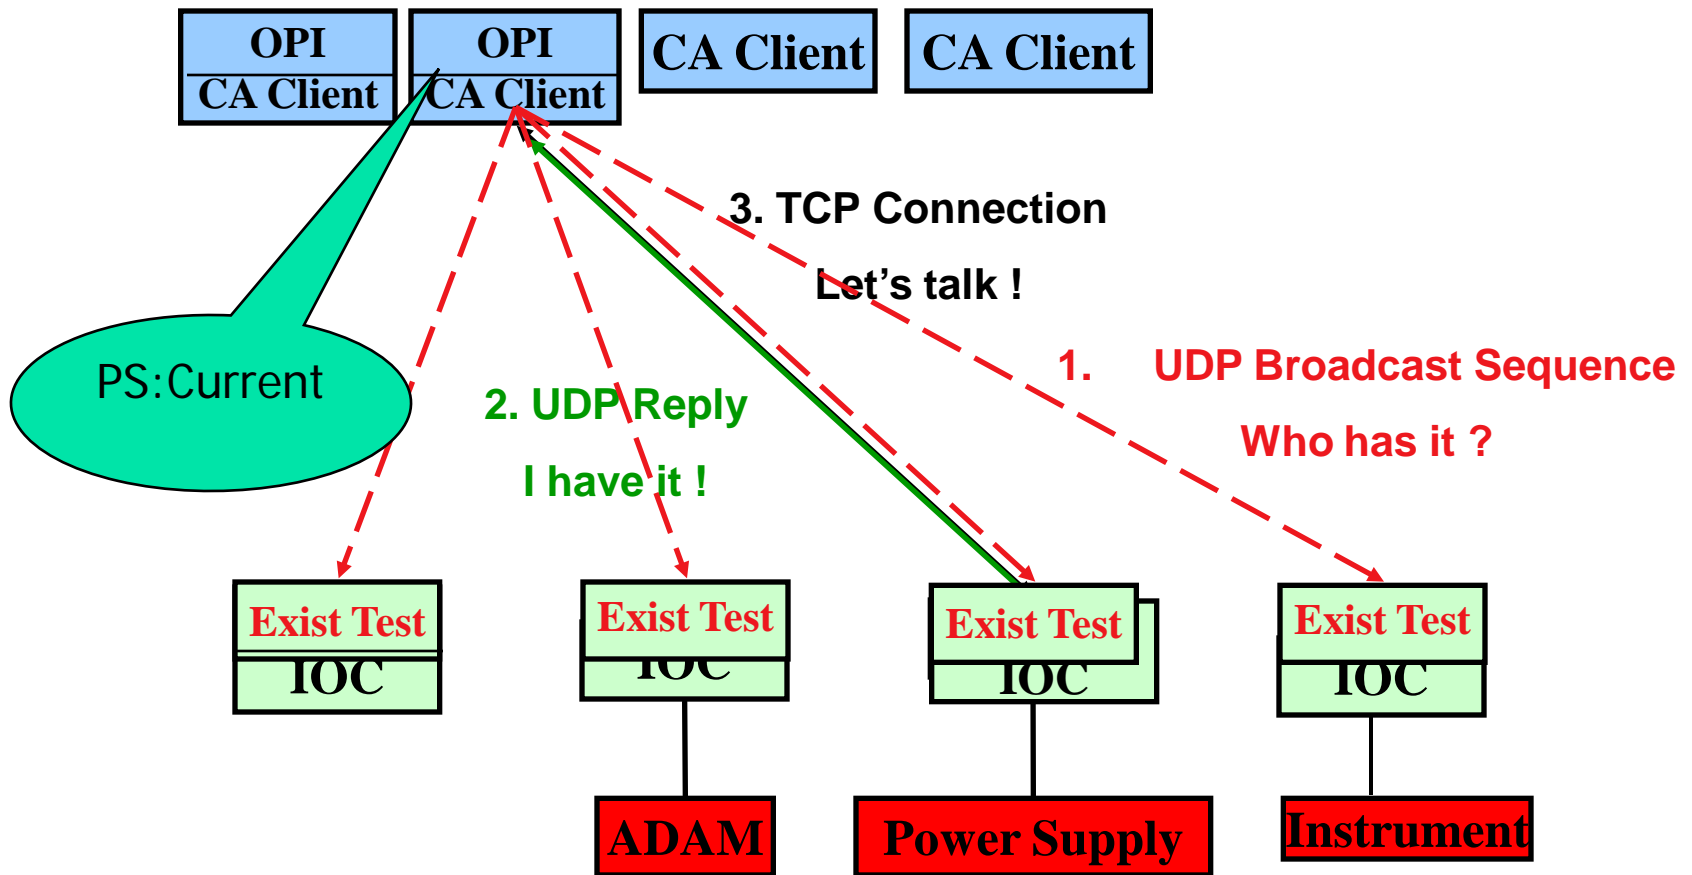 OPI
CA Client
OPI
CA Client
CA Client
CA Client
3. TCP Connection
Let's talk !
PS:Current
1. UDP Broadcast Sequence
Who has it ?
2. UDP Reply
I have it !
Exist Test
IOC
Exist Test
IOC
Exist Test
IOC
Exist Test
IOC
ADAM
Power Supply
Instrument